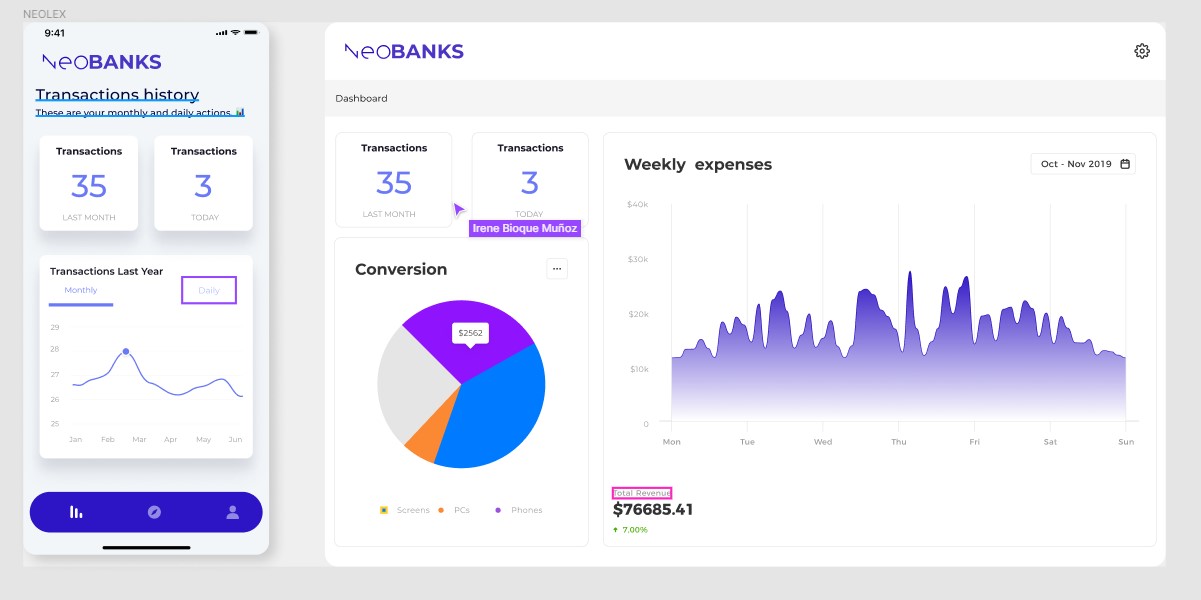 NEOLEX
9:41
NeoBANKS
Transactions history
These are your monthly and daily actions
Transactions
35
LAST MONTH
Transactions
3
TODAY
Transactions Last Year
Monthly
Daily
29
28
27
26
25
Jan Feb Mar Apr May Jun
NeoBANKS
Dashboard
Transactions
35
LAST MONTH
Transactions
3
TODAY
Irene Bioque Muñoz
Conversion
...
$2562
Screens PCs Phones
Weekly expenses
Oct - Nov 2019
$40k
$30k
$20k
$10k
0
Mon Tue Wed Thu Fri Sat Sun
Total Revenue
$76685.41
7.00%